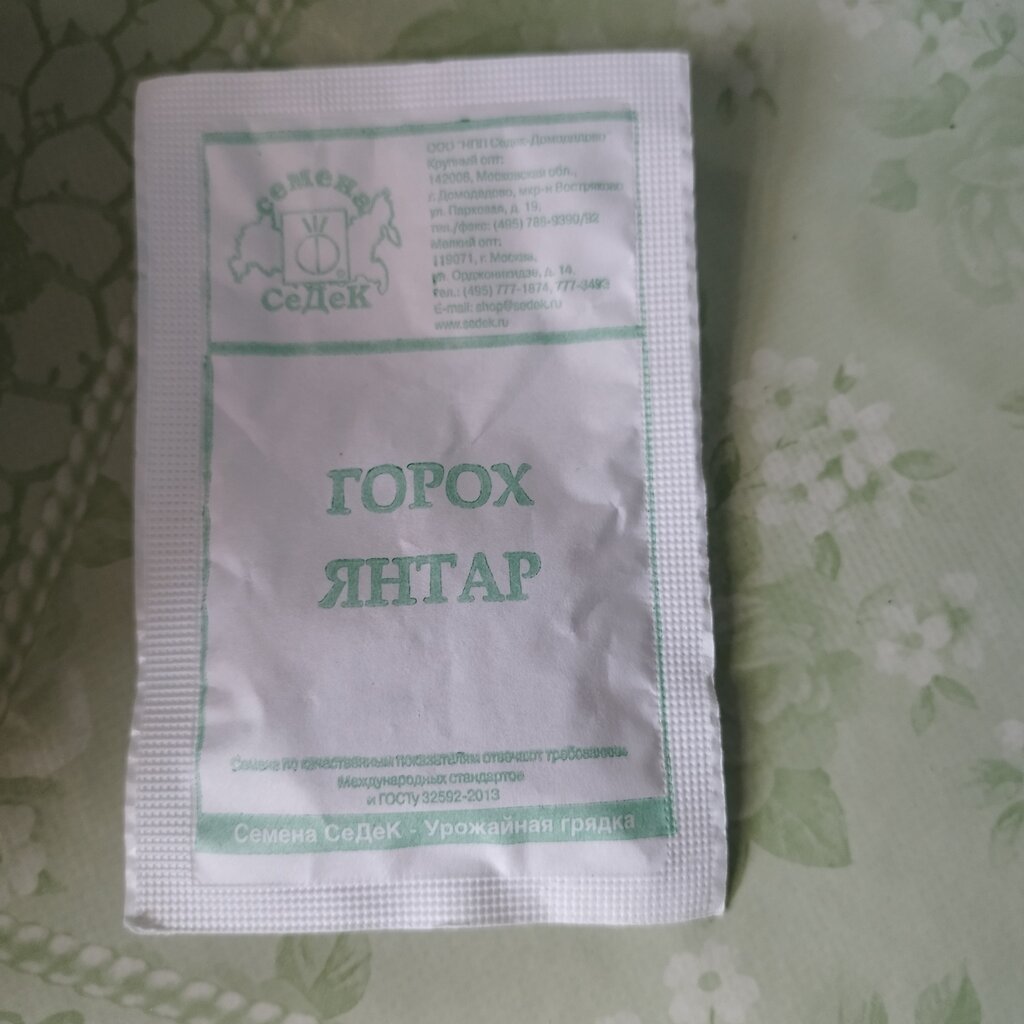 семена
СеДеК
ООО "НПП Седек-Домодедово
Крупный опт:
142006, Московская обл.,
г. Домодедово, мкр-н Востряково
ул. Парковая, д. 19,
тел./факс: (495) 788-9390/92
Мелкий опт:
119071, г. Москва,
ул. Орджоникидзе, д. 14,
тел.: (495) 777-1874, 777-3493
E-mail: shop@sedek.ru
www.sedek.ru
ГОРОХ
ЯНТАР
Семена по качественным показателям отвечают требованиям
Международных стандартов
и ГОСТу 32592-2013
Семена СеДеК - Урожайная грядка